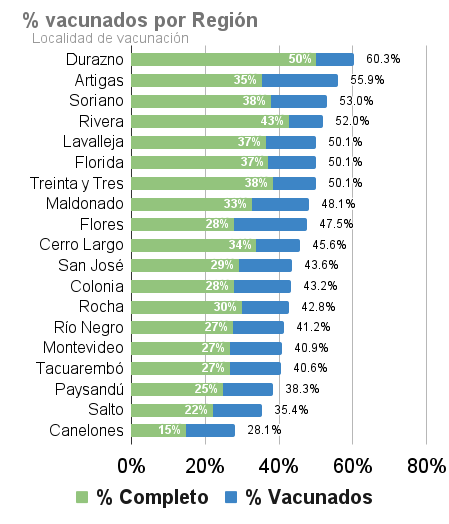 % vacunados por Región
Localidad de vacunación
Durazno 50% 60.3%
Artigas 35% 55.9%
Soriano 38% 53.0%
Rivera 43% 52.0%
Lavalleja 37% 50.1%
Florida 37% 50.1%
Treinta y Tres 38% 50.1%
Maldonado 33% 48.1%
Flores 28% 47.5%
Cerro Largo 34% 45.6%
San José 29% 43.6%
Colonia 28% 43.2%
Rocha 30% 42.8%
Río Negro 27% 41.2%
Montevideo 27% 40.9%
Tacuarembó 27% 40.6%
Paysandú 25% 38.3%
Salto 22% 35.4%
Canelones 15% 28.1%
0% 20% 40% 60% 80%
% Completo % Vacunados